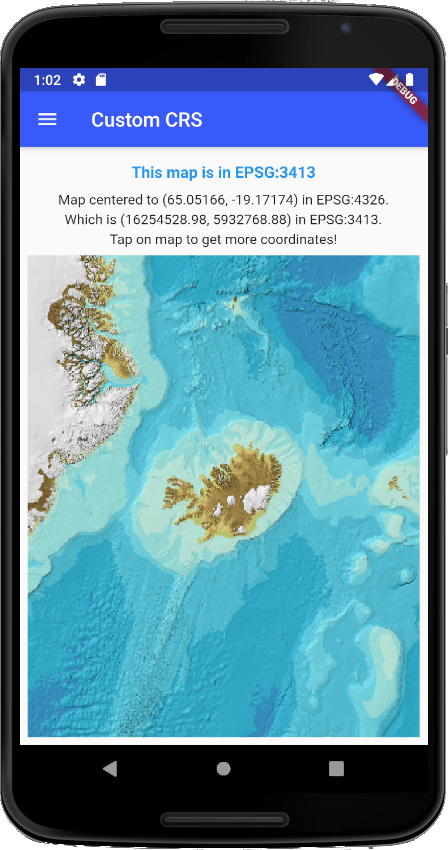 1:02
DEBUG
Custom CRS
This map is in EPSG:3413
Map centered to (65.05166, -19.17174) in EPSG:4326.
Which is (16254528.98, 5932768.88) in EPSG:3413.
Tap on map to get more coordinates!